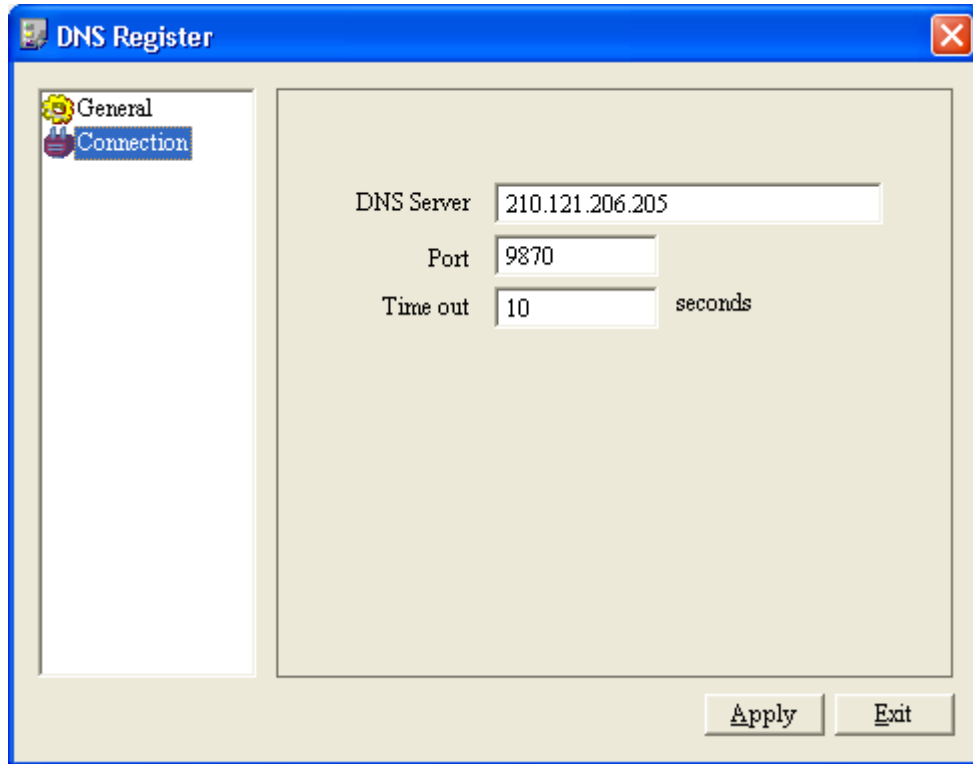 DNS Register
General
Connection
DNS Server 210.121.206.205
Port 9870
Time out 10 seconds
Apply Exit